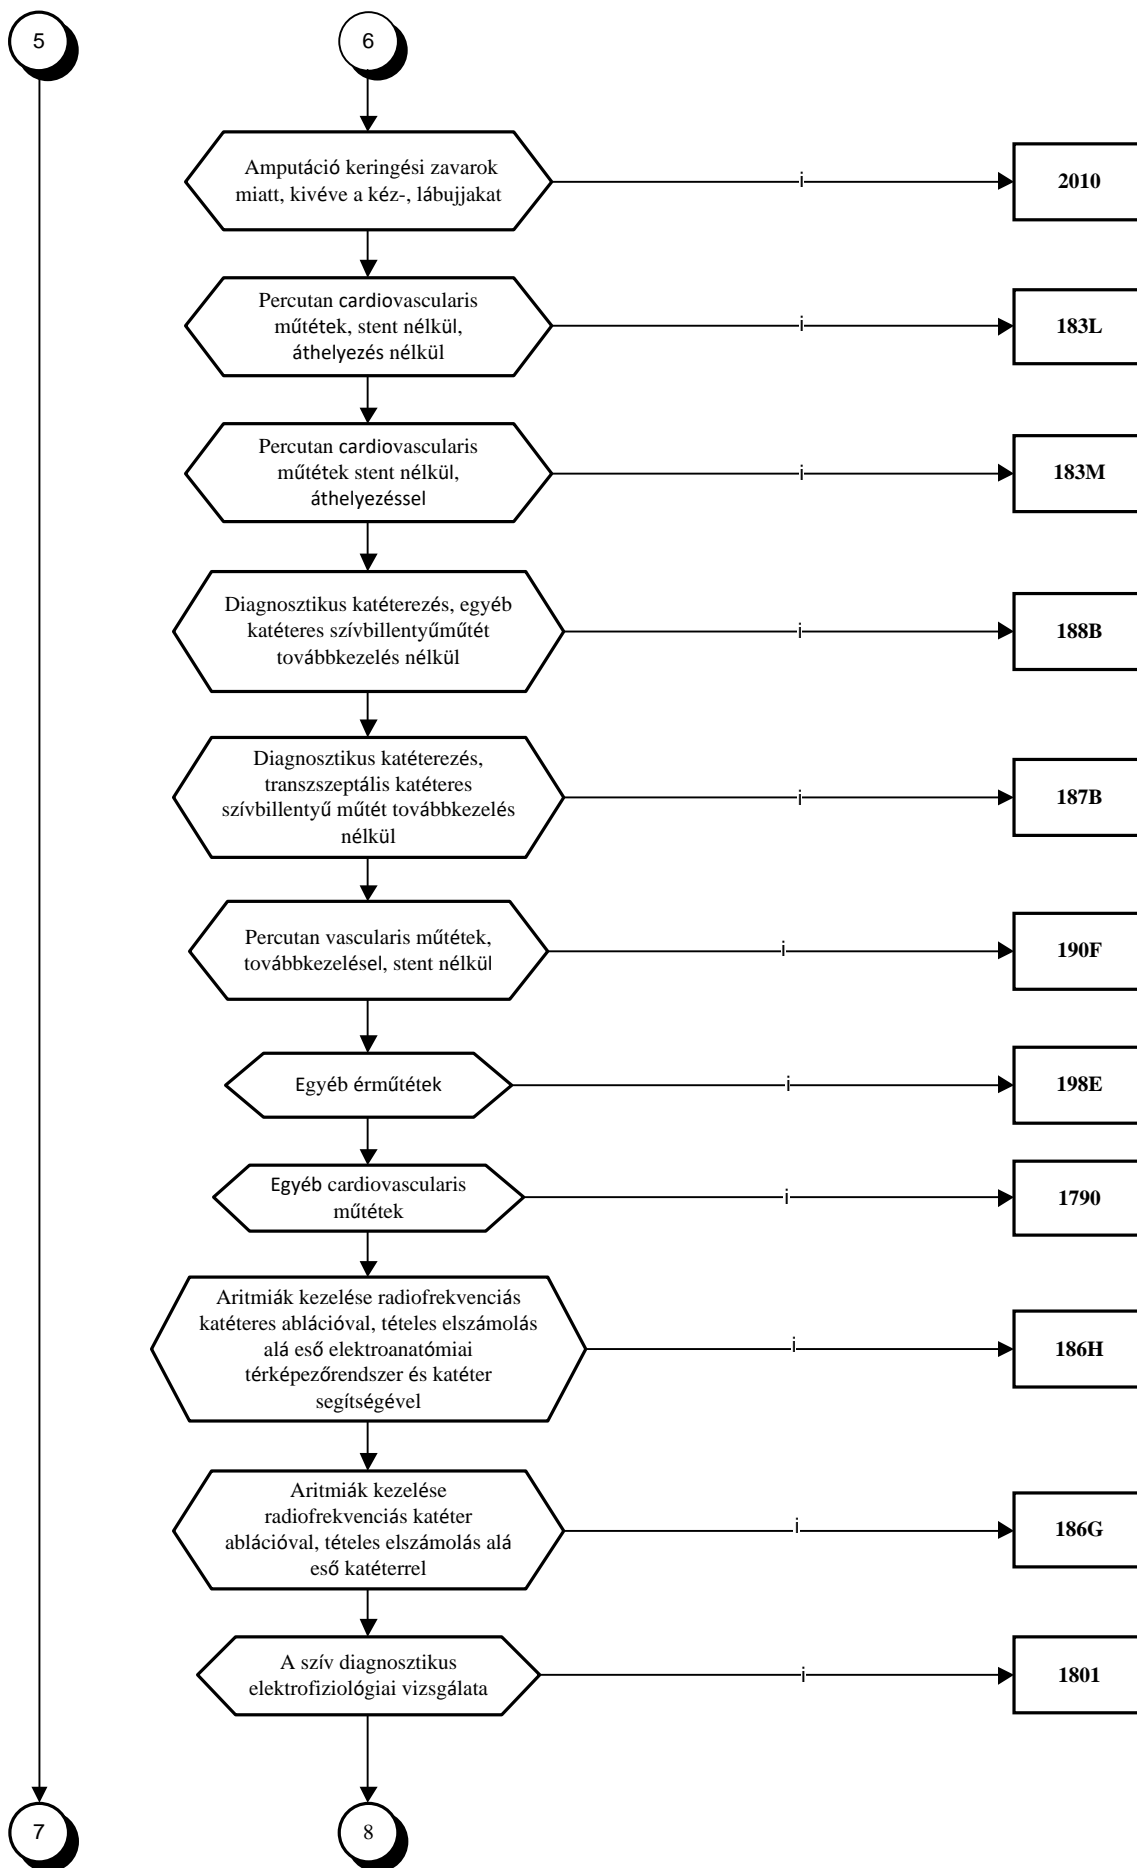 5
6
Amputáció keringési zavarok
miatt, kivéve a kéz-, lábujjakat
i
2010
Percutan cardiovascularis
műtétek, stent nélkül,
áthelyezés nélkül
i
183L
Percutan cardiovascularis
műtétek stent nélkül,
áthelyezéssel
i
183M
Diagnosztikus katéterezés, egyéb
katéteres szívbillentyűműtét
továbbkezelés nélkül
i
188B
Diagnosztikus katéterezés,
transzszeptális katéteres
szívbillentyű műtét továbbkezelés
nélkül
i
187B
Percutan vascularis műtétek,
továbbkezelésel, stent nélkül
i
190F
Egyéb érműtétek
i
198E
Egyéb cardiovascularis
műtétek
i
1790
Aritmiák kezelése radiofrekvenciás
katéteres ablációval, tételes elszámolás
alá eső elektroanatómiai
térképezőrendszer és katéter
segítségével
i
186H
Aritmiák kezelése
radiofrekvenciás katéter
ablációval, tételes elszámolás alá
eső katéterrel
i
186G
A szív diagnosztikus
elektrofiziológiai vizsgálata
i
1801
7
8